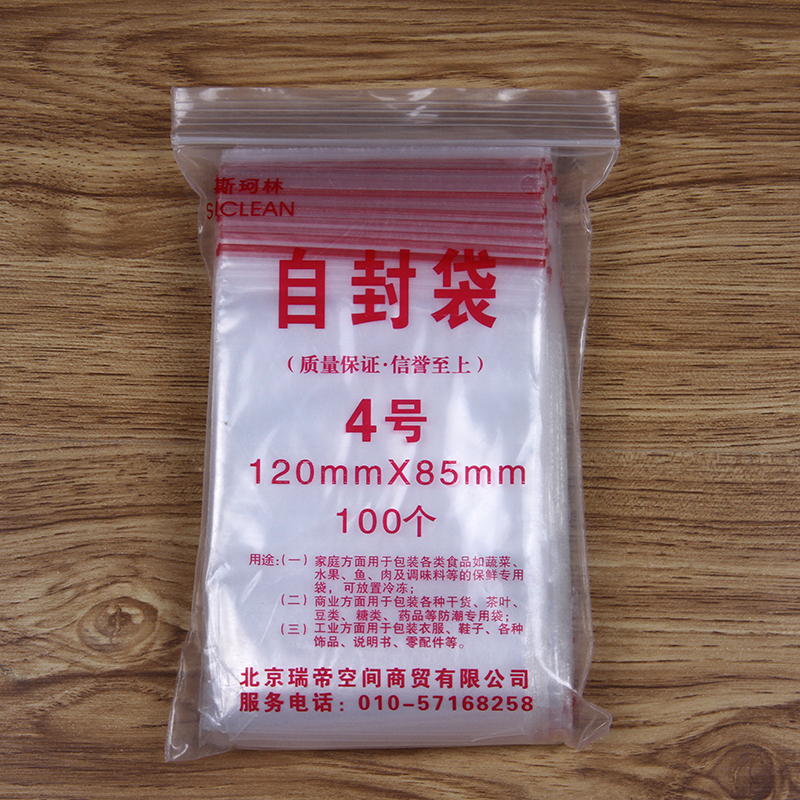 斯珂林
SLCLEAN
自封袋
（质量保证·信誉至上）
4号
120mmX85mm
100个
用途:（一） 家庭方面用于包装各类食品如蔬菜、
水果、鱼、肉及调味料等的保鲜专用
袋，可放置冷冻；
（二） 商业方面用于包装各种干货、茶叶、
豆类、糖类、药品等防潮专用袋；
（三） 工业方面用于包装衣服、鞋子、各种
饰品、说明书、零配件等。
北京瑞帝空间商贸有限公司
服务电话：010-57168258